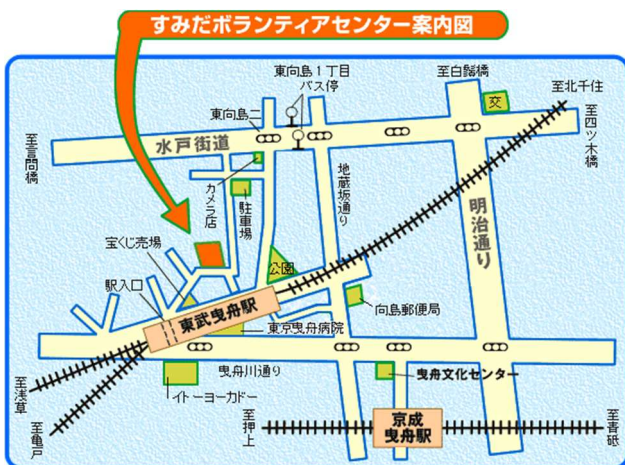 すみだボランティアセンター案内図
東向島1丁目
バス停
至白鬚橋
至北千住
交
東向島二
水戸街道
至四ツ木橋
至言問橋
カメラ店
駐車場
地蔵坂通り
明治通り
宝くじ売場
公園
駅入口
東武曳舟駅
向島郵便局
東京曳舟病院
曳舟川通り
曳舟文化センター
イトーヨーカドー
至浅草
至亀戸
至押上
京成
曳舟駅
至青砥